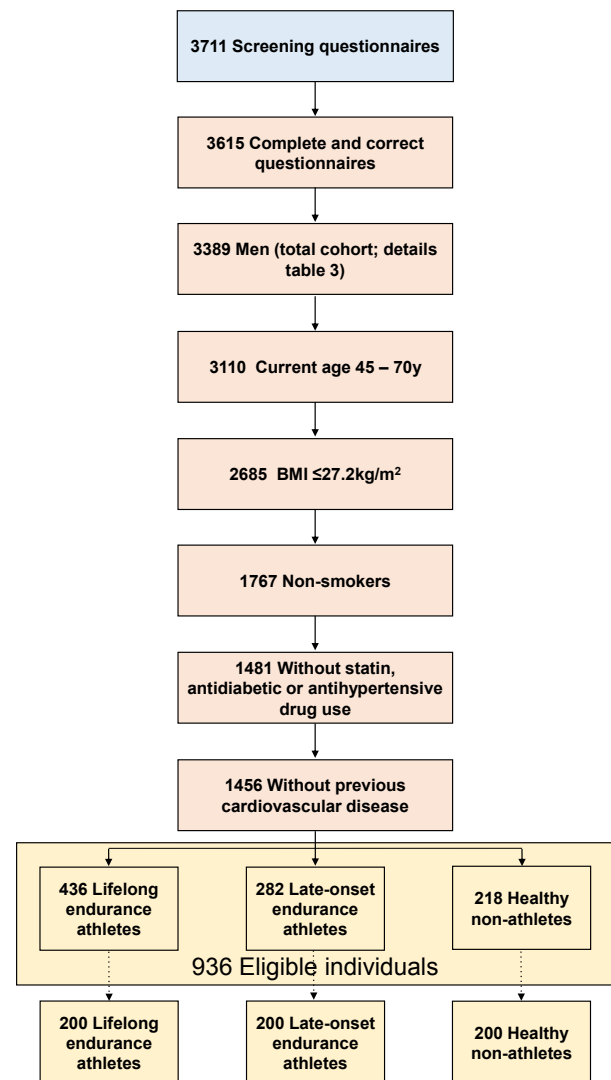 3711 Screening questionnaires
3615 Complete and correct
questionnaires
3389 Men (total cohort; details
table 3)
3110 Current age 45 – 70y
2685 BMI ≤27.2kg/m²
1767 Non-smokers
1481 Without statin,
antidiabetic or antihypertensive
drug use
1456 Without previous
cardiovascular disease
436 Lifelong
endurance
athletes
282 Late-onset
endurance
athletes
218 Healthy
non-athletes
936 Eligible individuals
200 Lifelong
endurance
athletes
200 Late-onset
endurance
athletes
200 Healthy
non-athletes